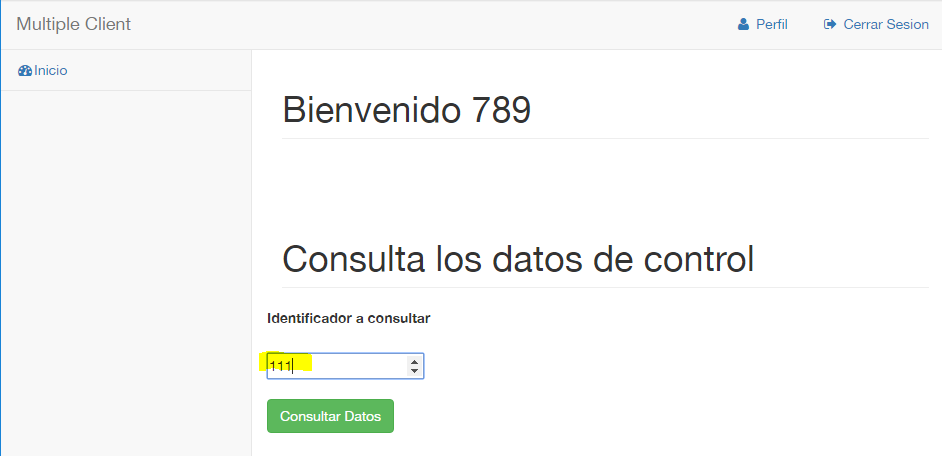 Multiple Client
Perfil
Cerrar Sesion
Inicio
Bienvenido 789
Consulta los datos de control
Identificador a consultar
111
Consultar Datos